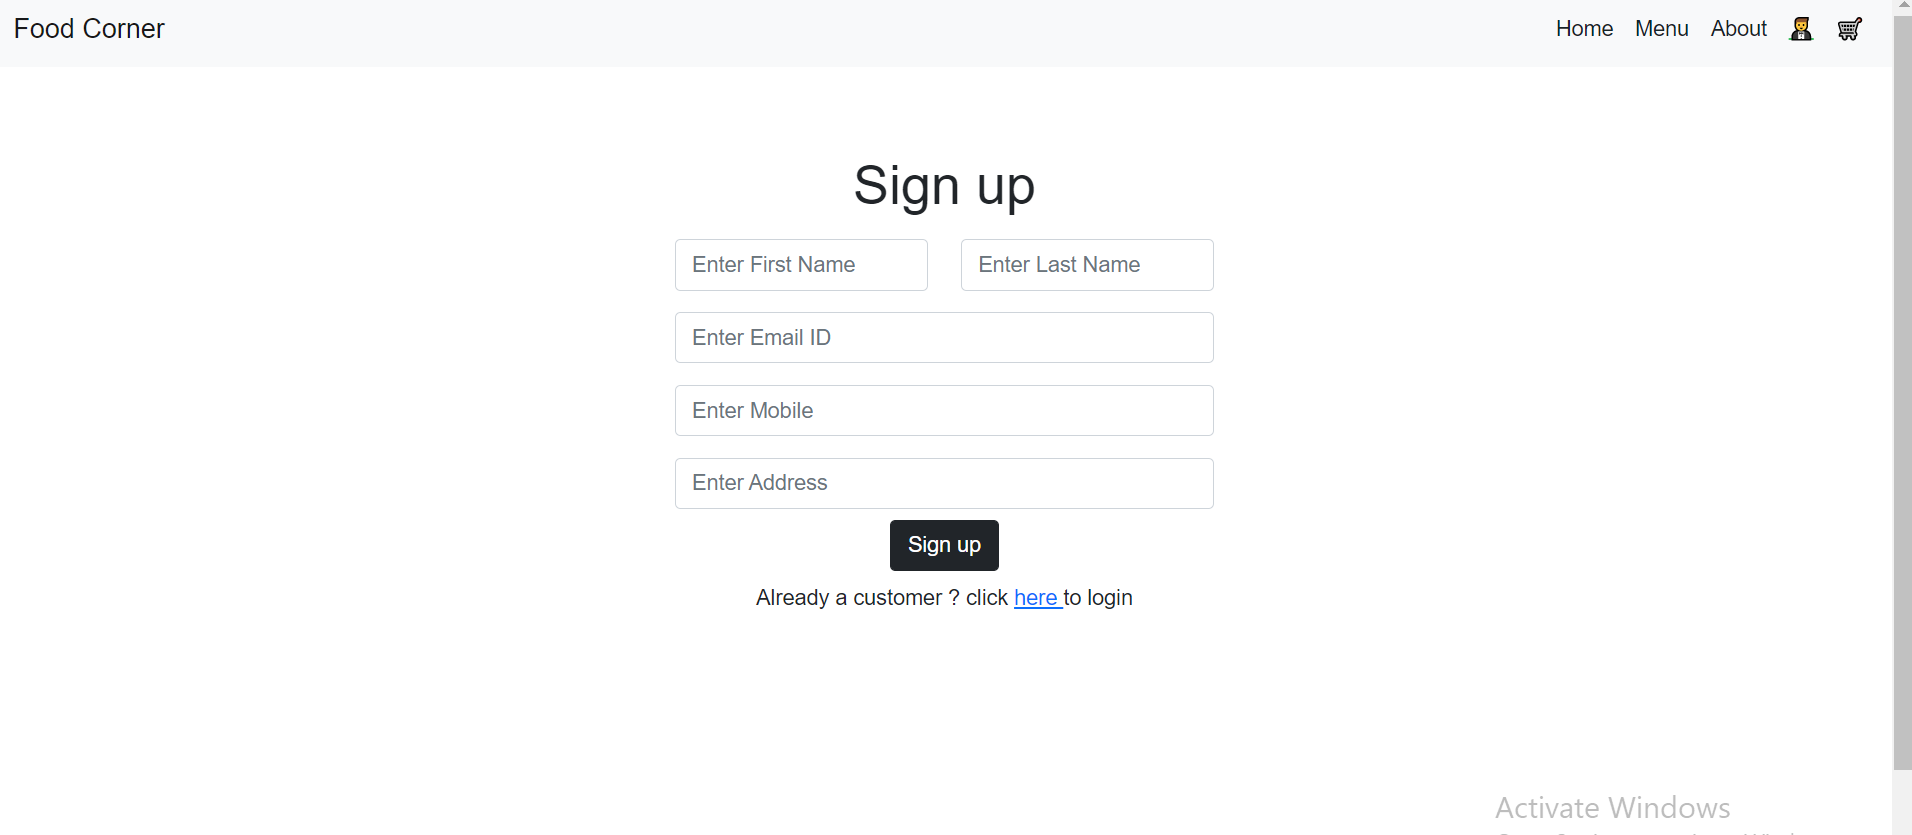 Food Corner
Home Menu About
Sign up
Enter First Name
Enter Last Name
Enter Email ID
Enter Mobile
Enter Address
Sign up
Already a customer ? click here to login
Activate Windows